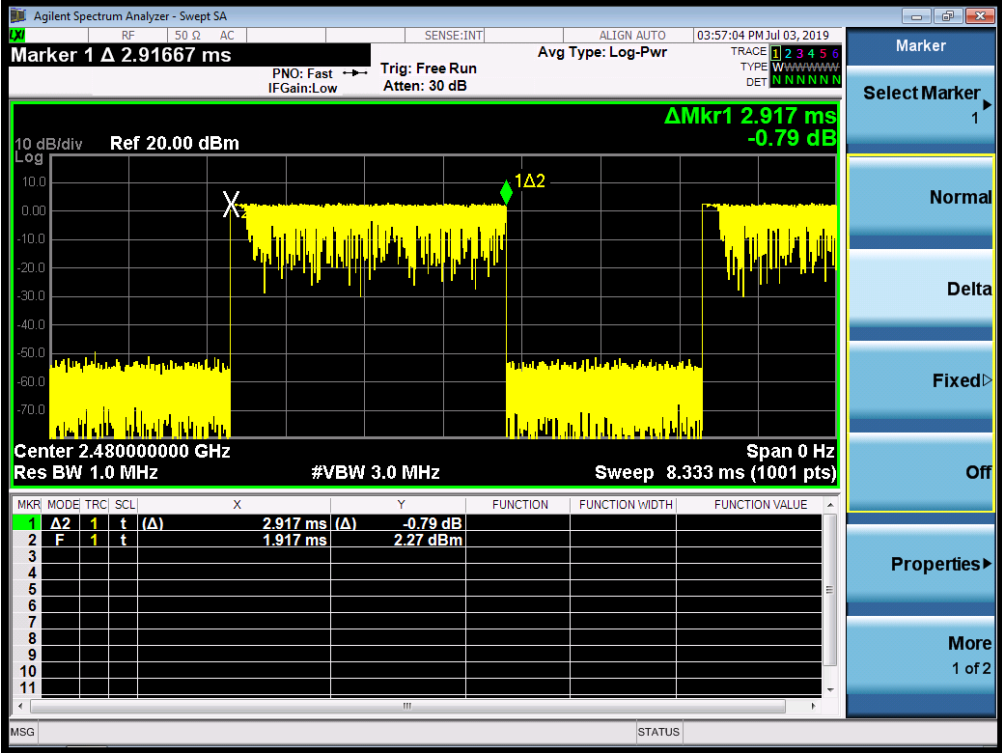 Agilent Spectrum Analyzer - Swept SA
LXI RF 50 Ω AC SENSE:INT ALIGN AUTO 03:57:04 PM Jul 03, 2019
Marker 1 Δ 2.91667 ms
PNO: Fast
IFGain:Low
Trig: Free Run
Atten: 30 dB
Avg Type: Log-Pwr
TRACE 1 2 3 4 5 6
TYPE WWWWWW
DET N N N N N N
ΔMkr1 2.917 ms
-0.79 dB
10 dB/div Ref 20.00 dBm
Log
10.0
0.00
-10.0
-20.0
-30.0
-40.0
-50.0
-60.0
-70.0
1Δ2
2
Center 2.480000000 GHz Span 0 Hz
Res BW 1.0 MHz #VBW 3.0 MHz Sweep 8.333 ms (1001 pts)
MKR MODE TRC SCL X Y FUNCTION FUNCTION WIDTH FUNCTION VALUE
1 Δ2 1 t (Δ) 2.917 ms (Δ) -0.79 dB
2 F 1 t 1.917 ms 2.27 dBm
3
4
5
6
7
8
9
10
11
MSG STATUS
Marker
Select Marker
1
Normal
Delta
Fixed
Off
Properties
More
1 of 2